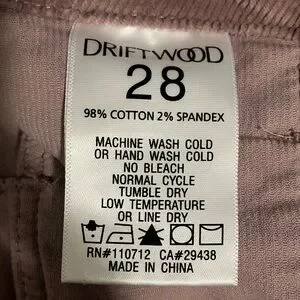 DRIFTWOOD
28
98% COTTON 2% SPANDEX
MACHINE WASH COLD
OR HAND WASH COLD
NO BLEACH
NORMAL CYCLE
TUMBLE DRY
LOW TEMPERATURE
OR LINE DRY
RN#110712 CA#29438
MADE IN CHINA